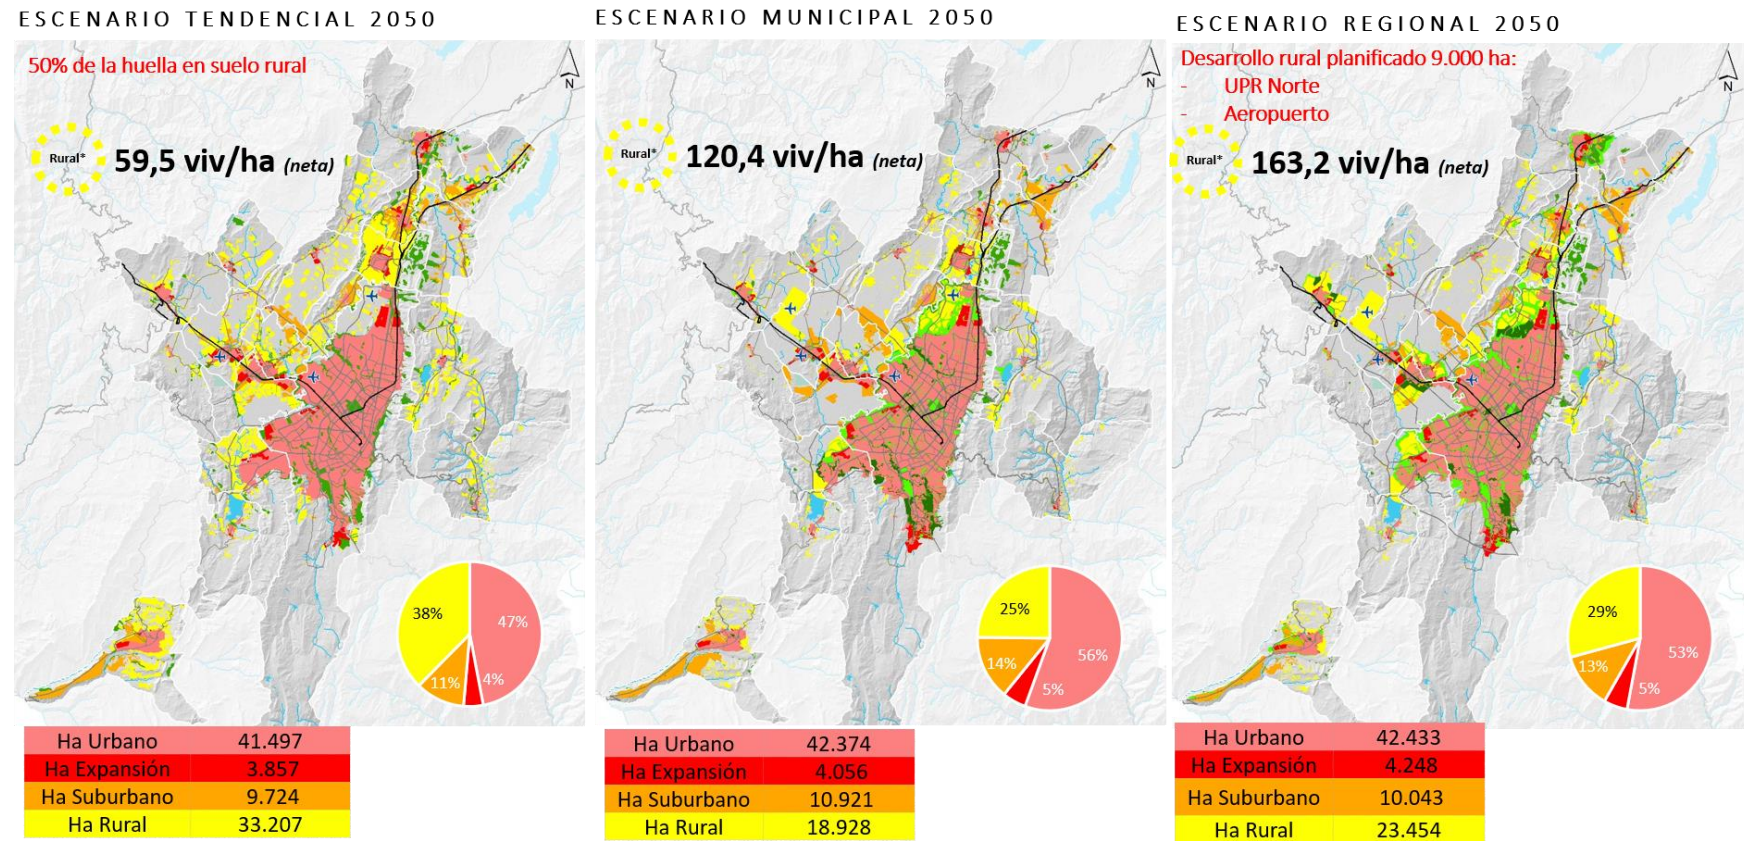 ESCENARIO TENDENCIAL 2050
50% de la huella en suelo rural
N
Rural*
59,5 viv/ha (neta)
38%
47%
11%
4%
Ha Urbano 41.497
Ha Expansión 3.857
Ha Suburbano 9.724
Ha Rural 33.207
ESCENARIO MUNICIPAL 2050
N
Rural*
120,4 viv/ha (neta)
25%
56%
14%
5%
Ha Urbano 42.374
Ha Expansión 4.056
Ha Suburbano 10.921
Ha Rural 18.928
ESCENARIO REGIONAL 2050
Desarrollo rural planificado 9.000 ha:
- UPR Norte
- Aeropuerto
N
Rural*
163,2 viv/ha (neta)
29%
53%
13%
5%
Ha Urbano 42.433
Ha Expansión 4.248
Ha Suburbano 10.043
Ha Rural 23.454